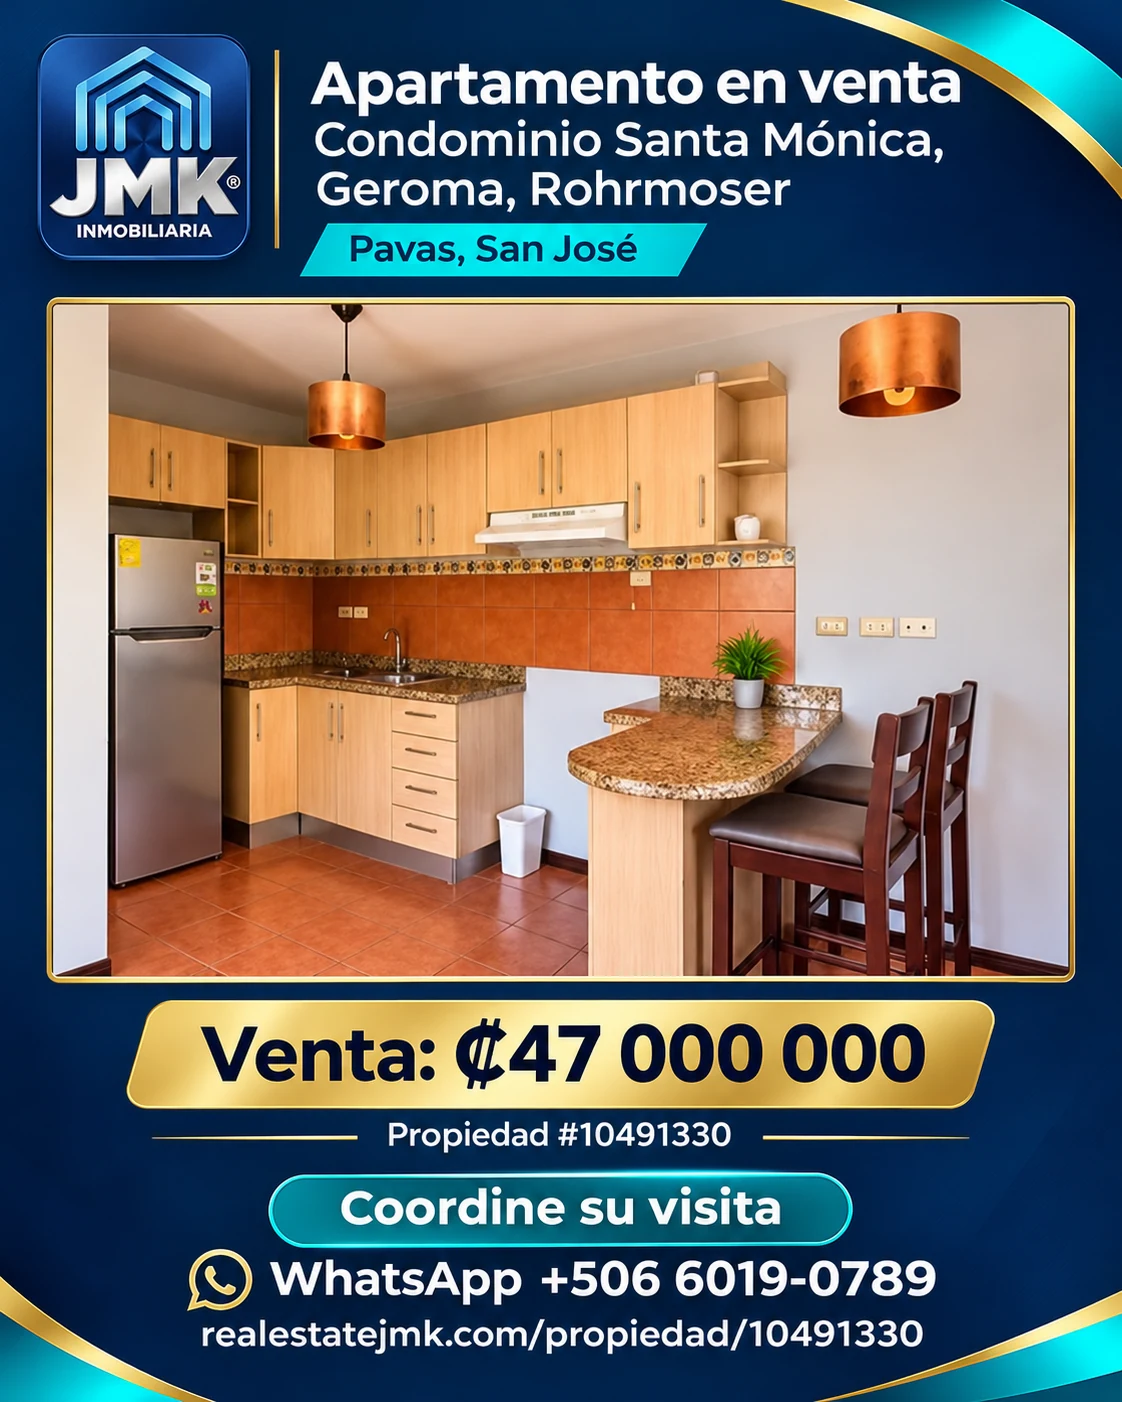 JMK®
INMOBILIARIA
Apartamento en venta
Condominio Santa Mónica,
Geroma, Rohrmoser
Pavas, San José
Venta: ₡47 000 000
Propiedad #10491330
Coordine su visita
WhatsApp +506 6019-0789
realestatejmk.com/propiedad/10491330